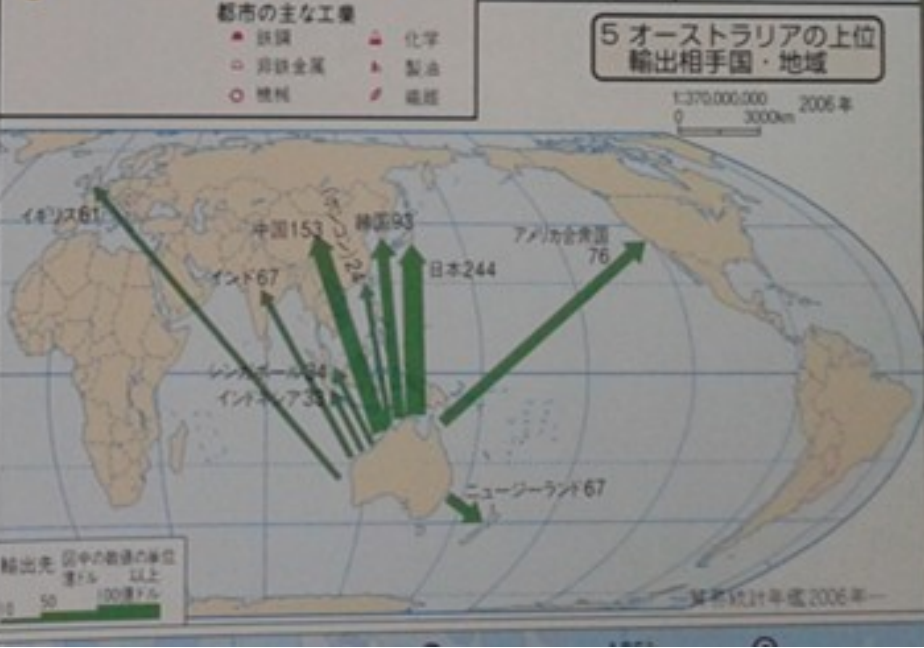 都市の主な工業
鉄鋼
化学
非鉄金属
製油
機械
繊維
5 オーストラリアの上位
輸出相手国・地域
1:370,000,000
2006年
0 3000km
イギリス61
中国153
(ホンコン)24
韓国93
アメリカ合衆国
76
日本244
インド67
シンガポール34
インドネシア33
ニュージーランド67
輸出先
図中の数値の単位
億ドル
以上
10 50 100億ドル
貿易統計年鑑2006年